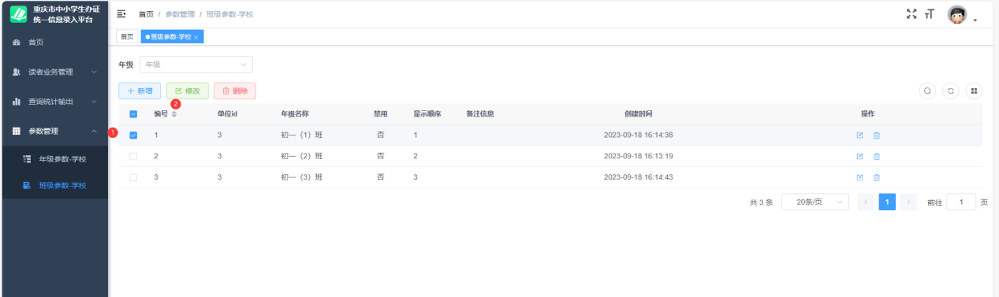 重庆市中小学生办证
统一信息录入平台
首页 / 参数管理 / 班级参数-学校
首页
班级参数-学校 ×
首页
读者业务管理
查询统计输出
参数管理
年级参数-学校
班级参数-学校
年级 年级
+ 新增 修改 删除
2
编号 单位id 年级名称 禁用 显示顺序 备注信息 创建时间 操作
1
1 3 初一（1）班 否 1 2023-09-18 16:14:38
2 3 初一（2）班 否 2 2023-09-18 16:13:19
3 3 初一（3）班 否 3 2023-09-18 16:14:43
共 3 条 20条/页 < 1 > 前往 1 页